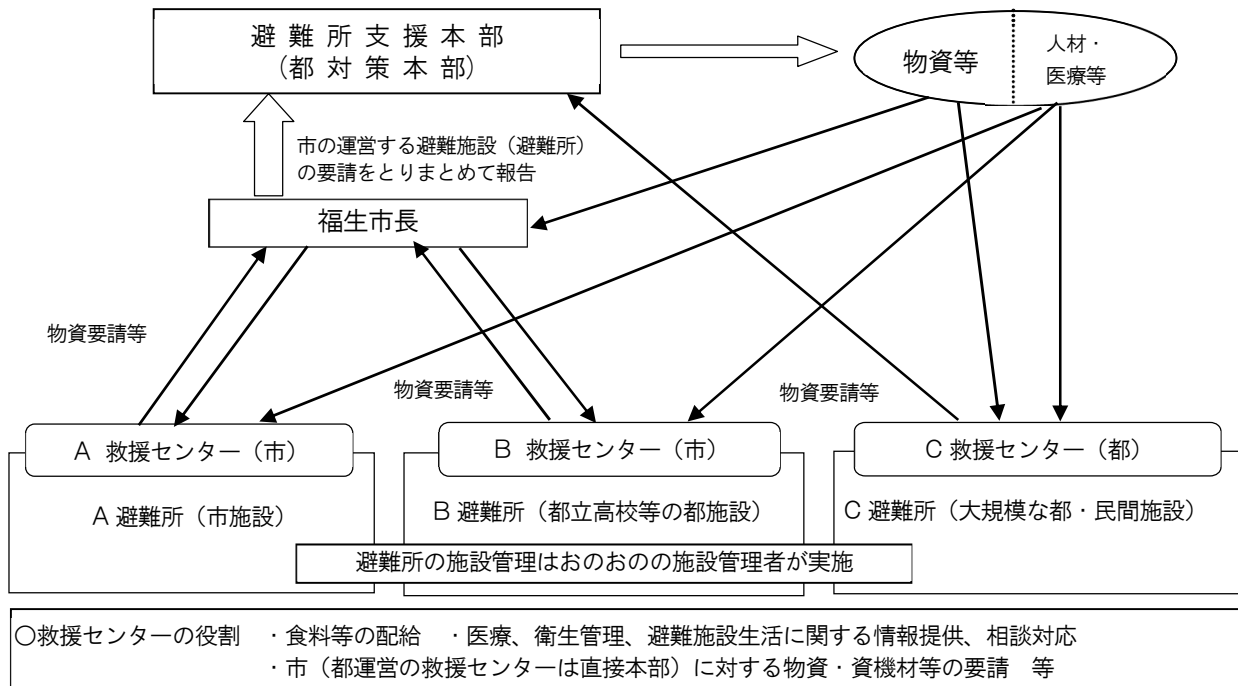 避難所支援本部
(都対策本部)
物資等
人材・
医療等
市の運営する避難施設（避難所）
の要請をとりまとめて報告
福生市長
物資要請等
物資要請等
物資要請等
A 救援センター（市）
B 救援センター（市）
C 救援センター（都）
A 避難所（市施設）
B 避難所（都立高校等の都施設）
C 避難所（大規模な都・民間施設）
避難所の施設管理はおのおのの施設管理者が実施
○救援センターの役割　・食料等の配給　・医療、衛生管理、避難施設生活に関する情報提供、相談対応
・市（都運営の救援センターは直接本部）に対する物資・資機材等の要請　等